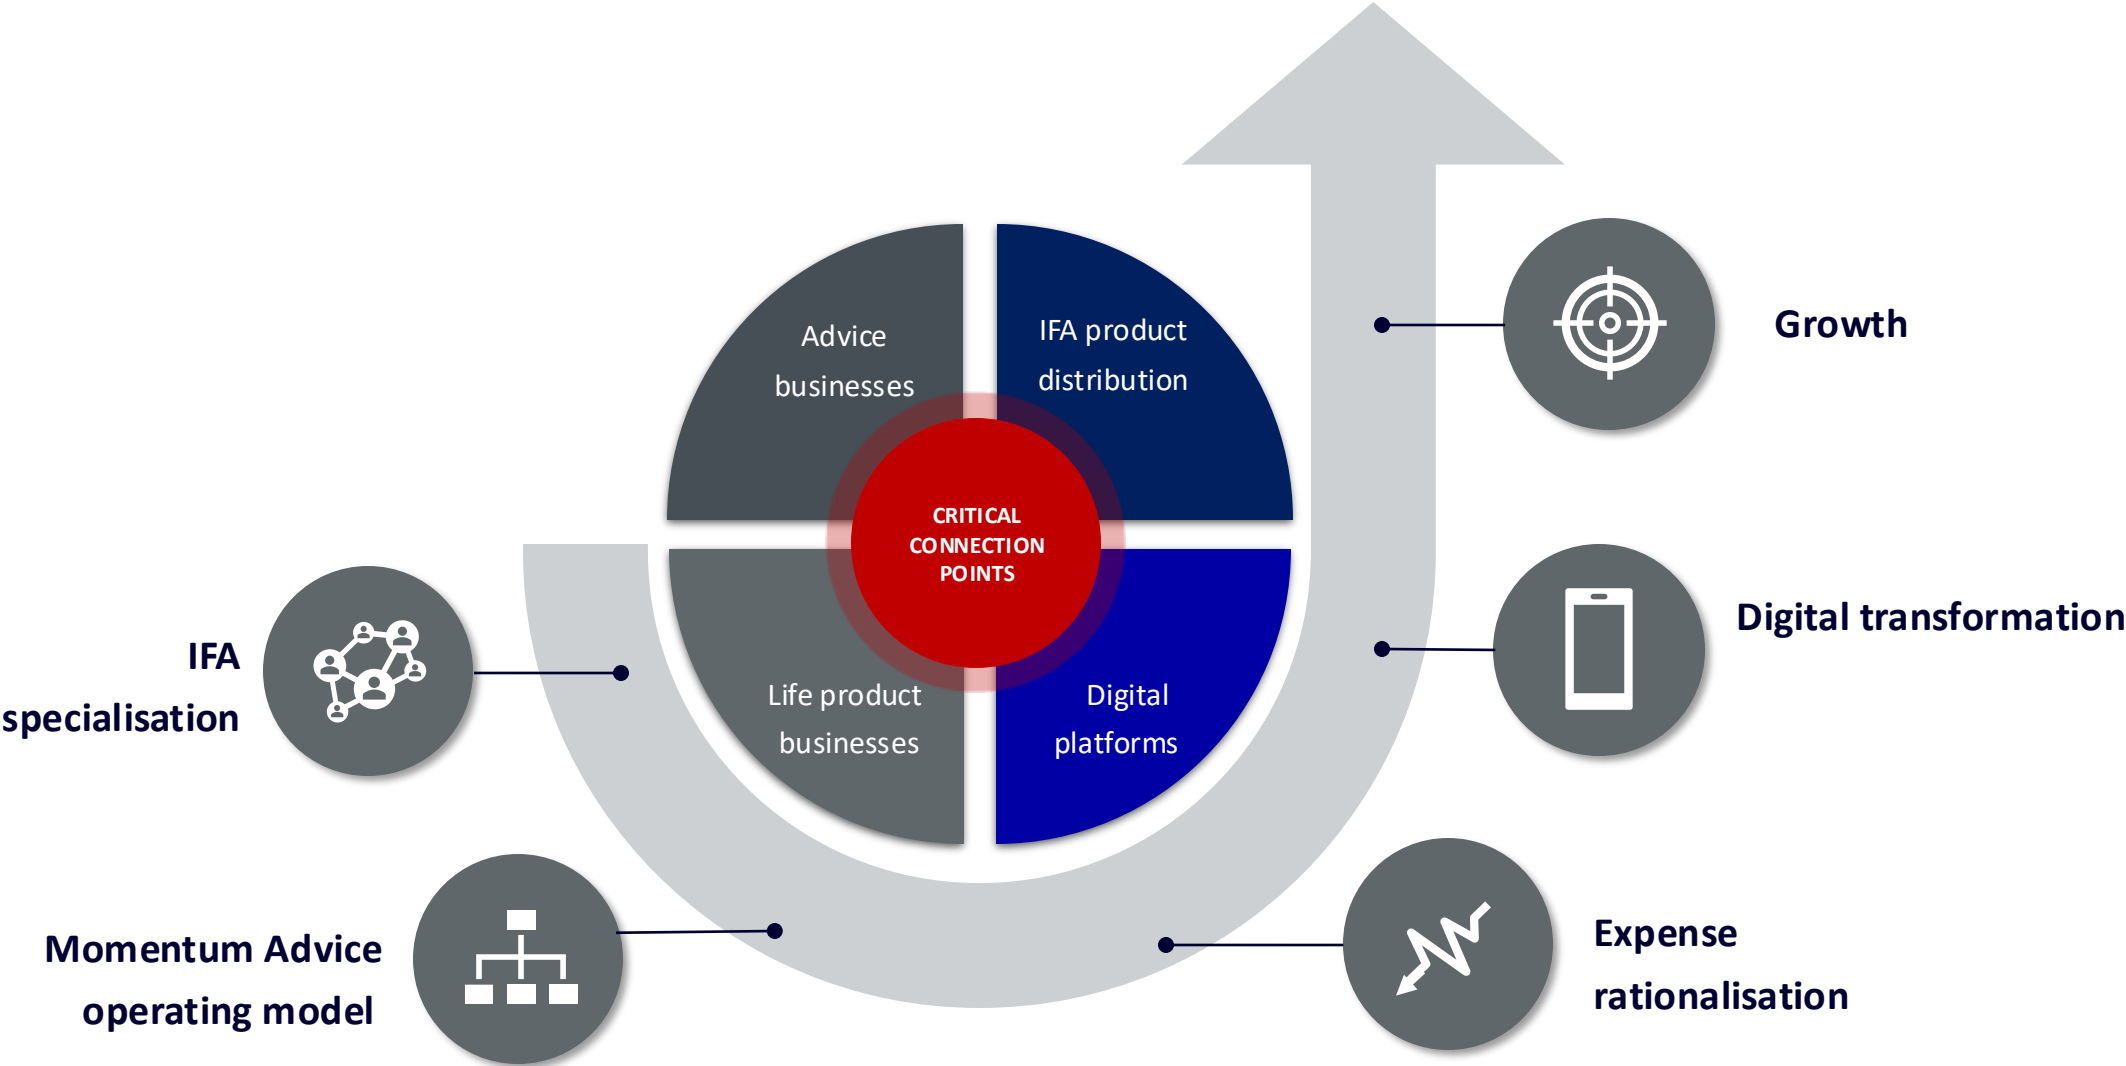 Advice
businesses
IFA product
distribution
CRITICAL
CONNECTION
POINTS
Life product
businesses
Digital
platforms
IFA
specialisation
Momentum Advice
operating model
Expense
rationalisation
Digital transformation
Growth